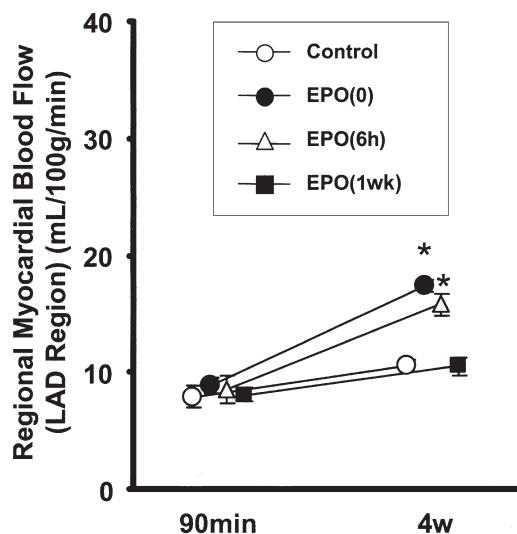 Regional Myocardial Blood Flow
(LAD Region) (mL/100g/min)
40
30
20
10
0
Control
EPO(0)
EPO(6h)
EPO(1wk)
*
*
90min
4w